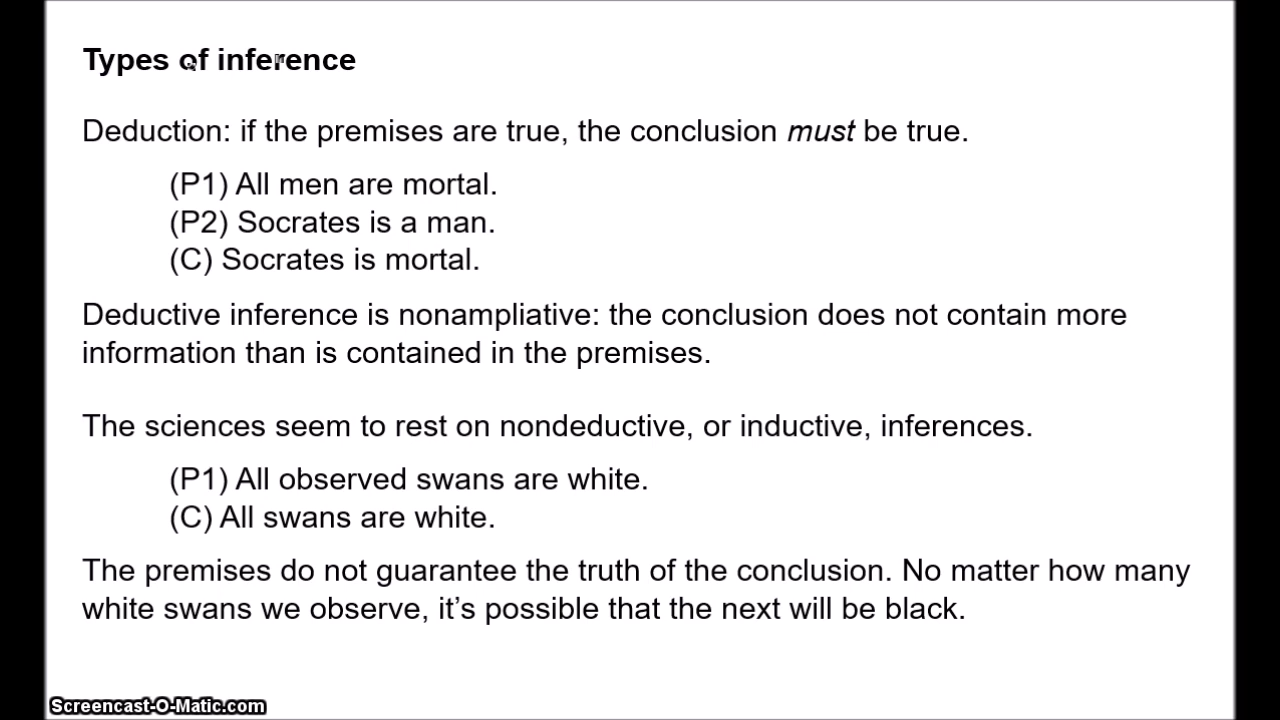 Types of inference
Deduction: if the premises are true, the conclusion must be true.
(P1) All men are mortal.
(P2) Socrates is a man.
(C) Socrates is mortal.
Deductive inference is nonampliative: the conclusion does not contain more
information than is contained in the premises.
The sciences seem to rest on nondeductive, or inductive, inferences.
(P1) All observed swans are white.
(C) All swans are white.
The premises do not guarantee the truth of the conclusion. No matter how many
white swans we observe, it’s possible that the next will be black.
Screencast-O-Matic.com